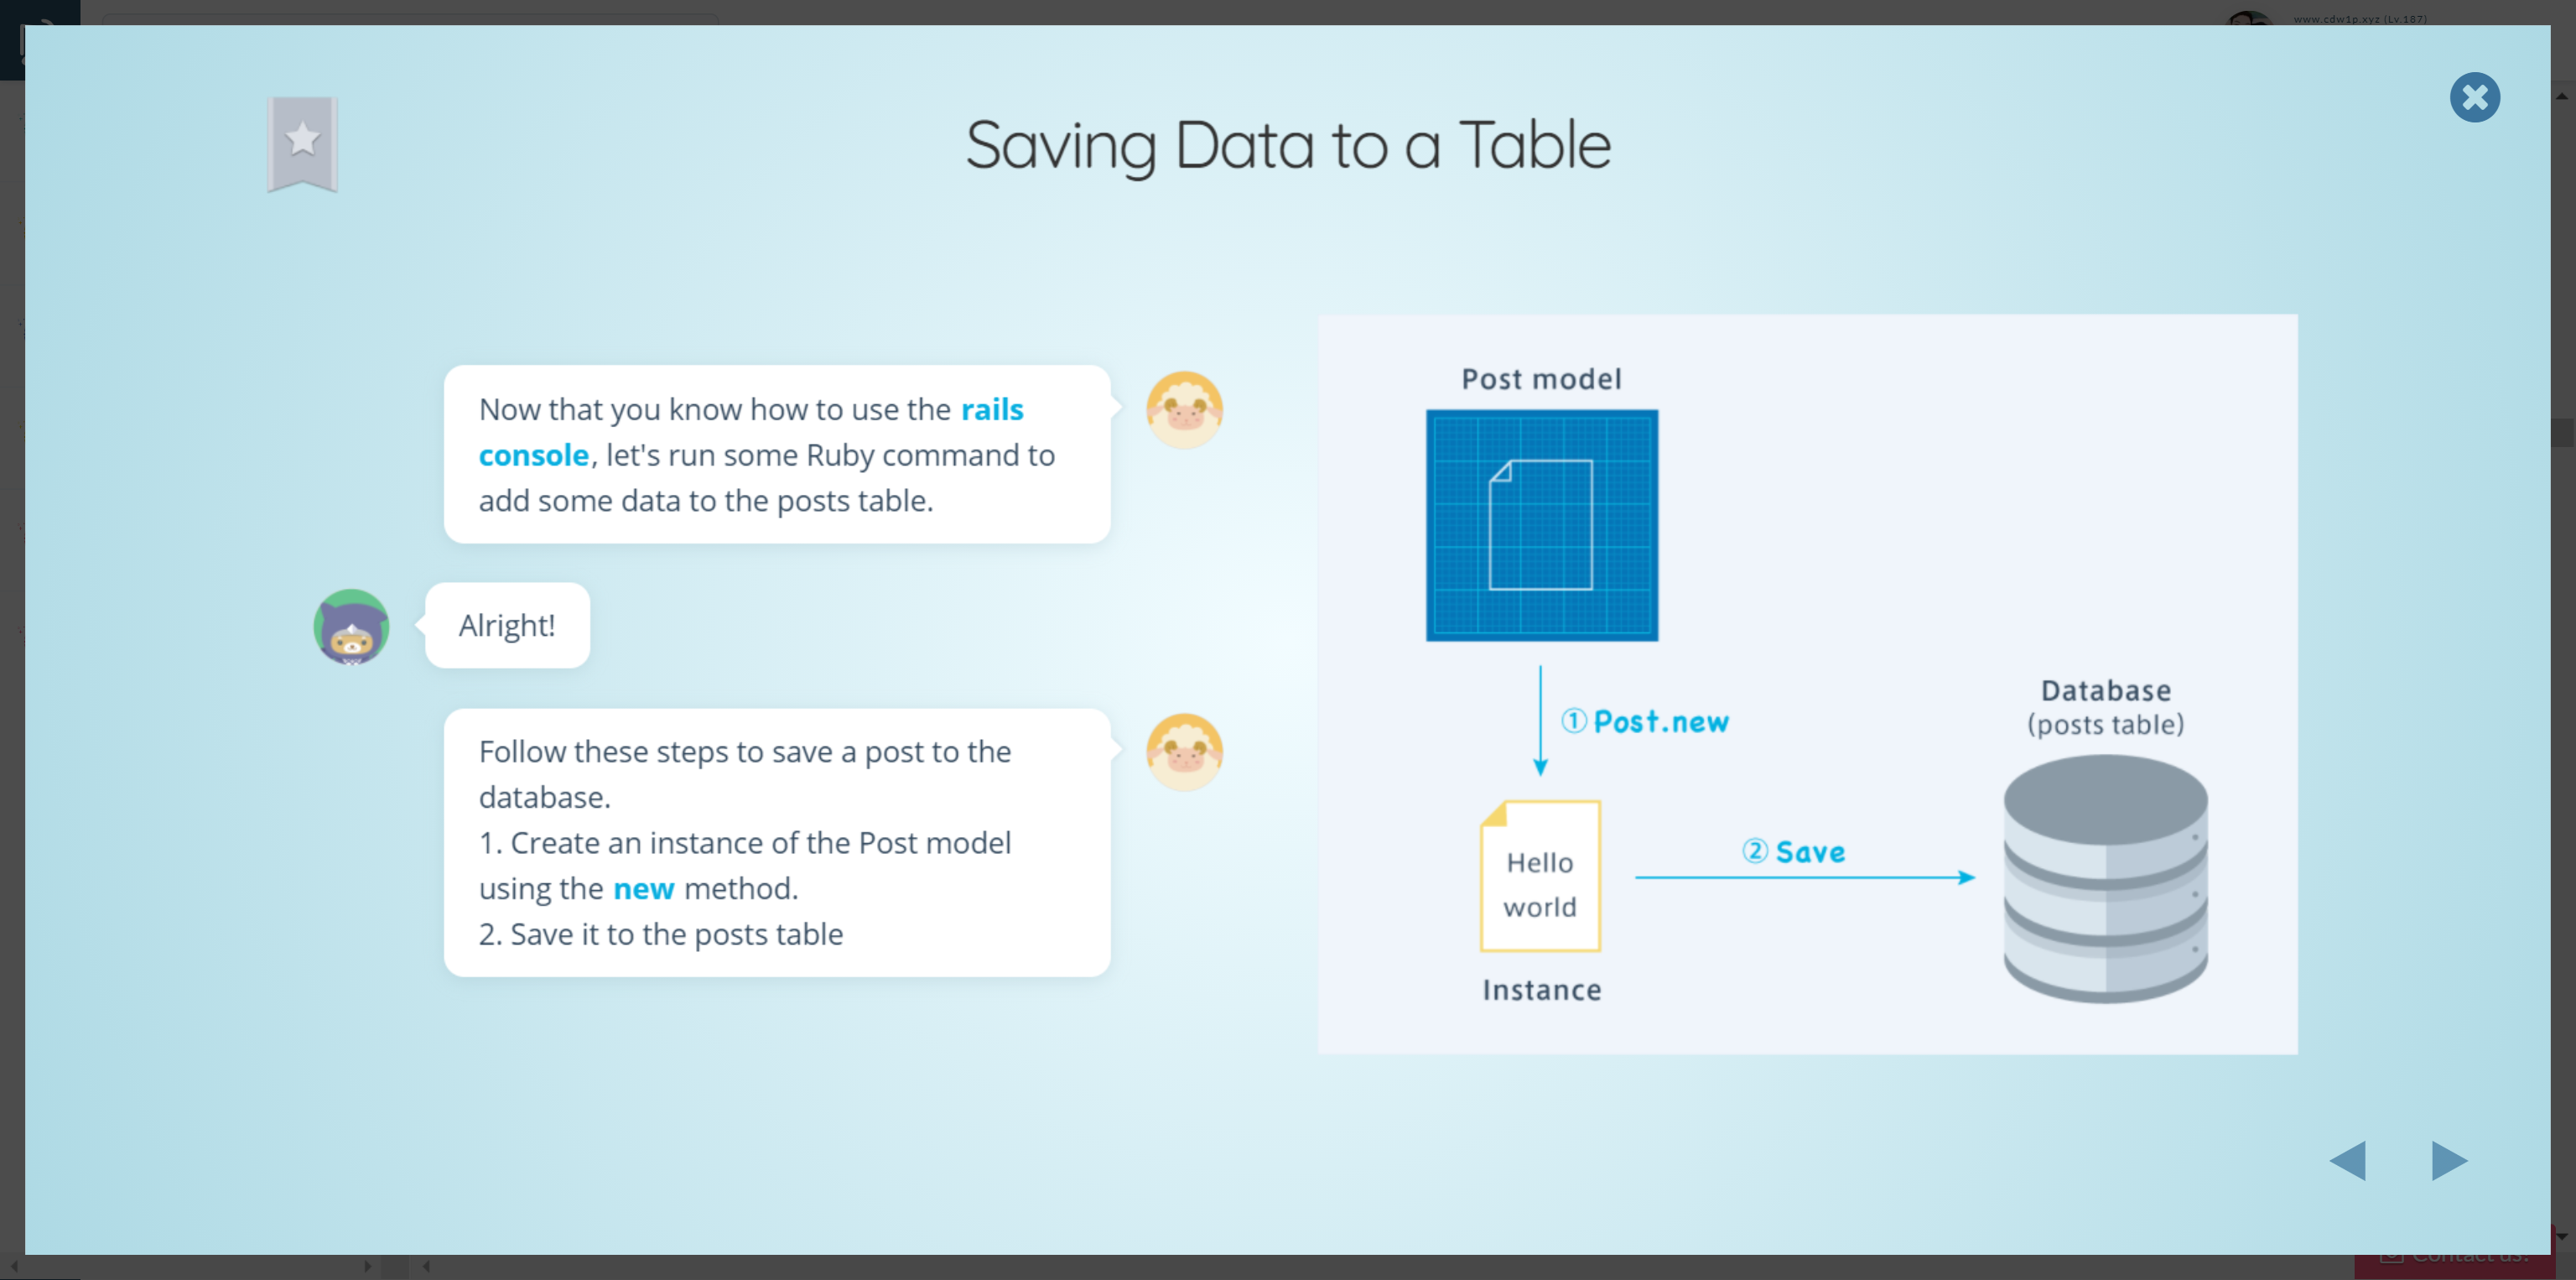 www.cdw1p.xyz (Lv.187)
Saving Data to a Table
Now that you know how to use the rails
console, let's run some Ruby command to
add some data to the posts table.
Alright!
Follow these steps to save a post to the
database.
1. Create an instance of the Post model
using the new method.
2. Save it to the posts table
Post model
① Post.new
Database
(posts table)
Hello
world
② Save
Instance
Contact us!